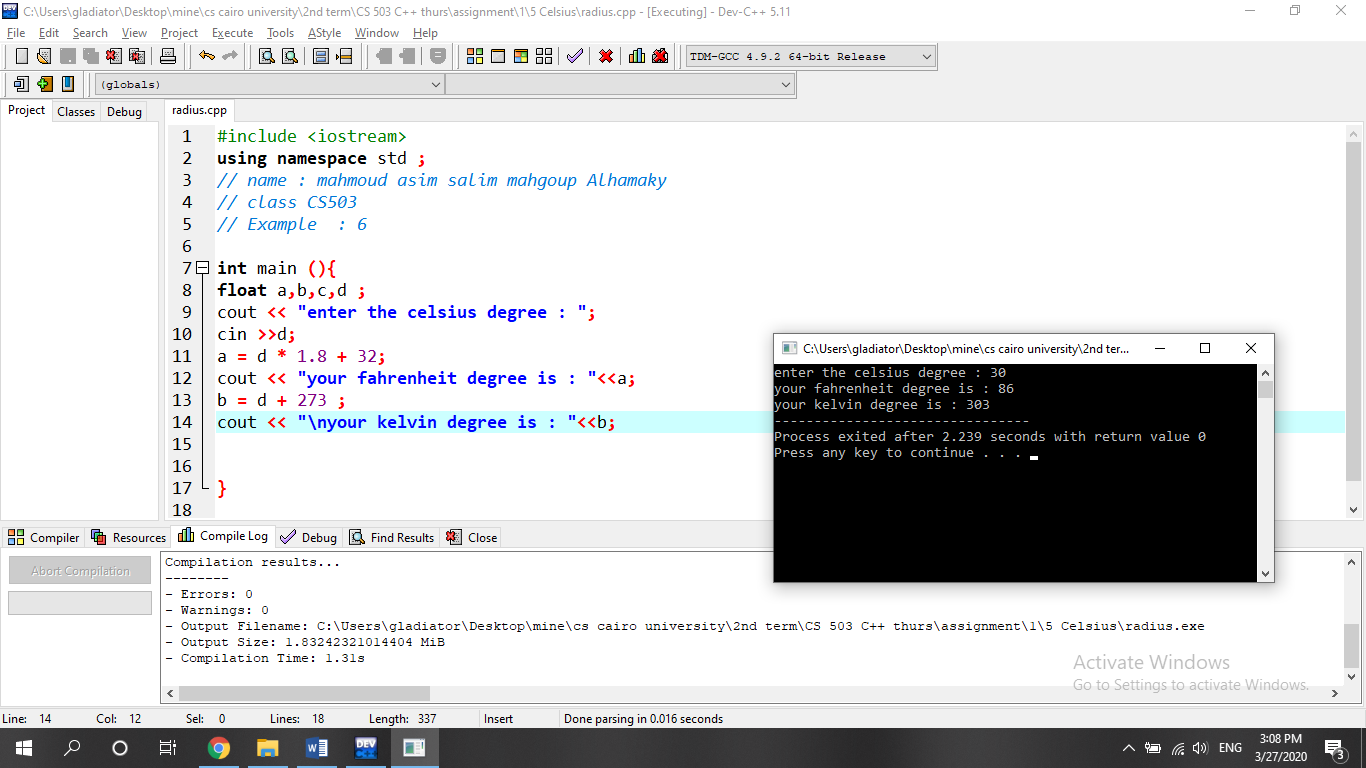 C:\Users\gladiator\Desktop\mine\cs cairo university\2nd term\CS 503 C++ thurs\assignment\1\5 Celsius\radius.cpp - [Executing] - Dev-C++ 5.11
File Edit Search View Project Execute Tools AStyle Window Help
TDM-GCC 4.9.2 64-bit Release
(globals)
Project Classes Debug
radius.cpp
1 #include <iostream>
2 using namespace std ;
3 // name : mahmoud asim salim mahgoup Alhamaky
4 // class CS503
5 // Example  : 6
6
7 int main (){
8 float a,b,c,d ;
9 cout << "enter the celsius degree : ";
10 cin >>d;
11 a = d * 1.8 + 32;
12 cout << "your fahrenheit degree is : "<<a;
13 b = d + 273 ;
14 cout << "\nyour kelvin degree is : "<<b;
15
16
17 }
18
C:\Users\gladiator\Desktop\mine\cs cairo university\2nd ter...
enter the celsius degree : 30
your fahrenheit degree is : 86
your kelvin degree is : 303
--------------------------------
Process exited after 2.239 seconds with return value 0
Press any key to continue . . .
Compiler Resources Compile Log Debug Find Results Close
Abort Compilation
Compilation results...
--------
- Errors: 0
- Warnings: 0
- Output Filename: C:\Users\gladiator\Desktop\mine\cs cairo university\2nd term\CS 503 C++ thurs\assignment\1\5 Celsius\radius.exe
- Output Size: 1.83242321014404 MiB
- Compilation Time: 1.31s
Activate Windows
Go to Settings to activate Windows.
Line: 14 Col: 12 Sel: 0 Lines: 18 Length: 337 Insert Done parsing in 0.016 seconds
DEV
ENG
3:08 PM
3/27/2020
3